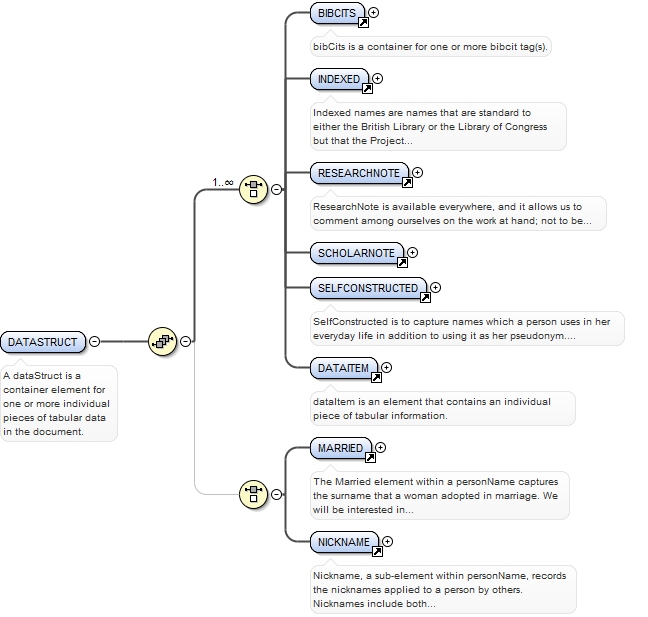 BIBCITS
bibCits is a container for one or more bibcit tag(s).
INDEXED
Indexed names are names that are standard to
either the British Library or the Library of Congress
but that the Project...
1..∞
RESEARCHNOTE
ResearchNote is available everywhere, and it allows us to
comment among ourselves on the work at hand; not to be...
SCHOLARNOTE
SELFCONSTRUCTED
SelfConstructed is to capture names which a person uses in her
everyday life in addition to using it as her pseudonym....
DATASTRUCT
A dataStruct is a
container element for
one or more individual
pieces of tabular data
in the document.
DATAITEM
dataItem is an element that contains an individual
piece of tabular information.
MARRIED
The Married element within a personName captures
the surname that a woman adopted in marriage. We
will be interested in...
NICKNAME
Nickname, a sub-element within personName, records
the nicknames applied to a person by others.
Nicknames include both...